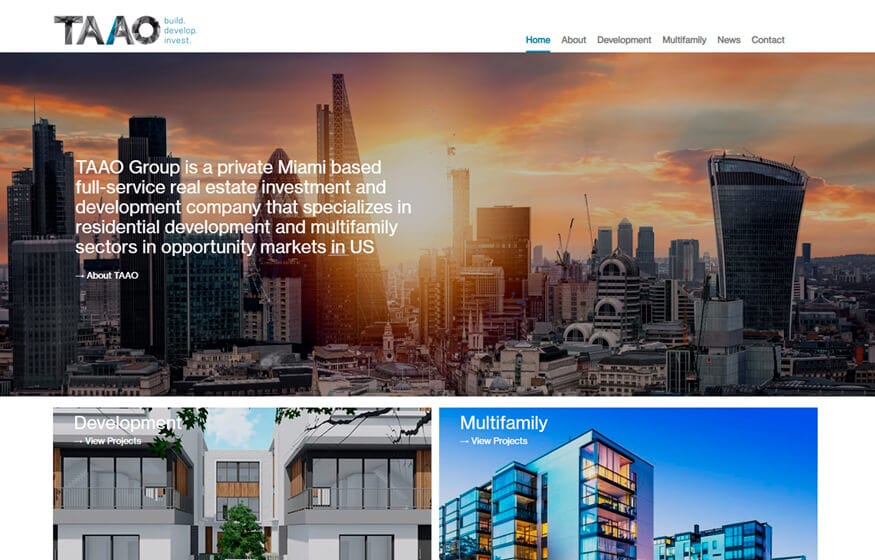 TAAO
build.
develop.
invest.
Home About Development Multifamily News Contact
TAAO Group is a private Miami based
full-service real estate investment and
development company that specializes in
residential development and multifamily
sectors in opportunity markets in US
→ About TAAO
Development
→ View Projects
Multifamily
→ View Projects